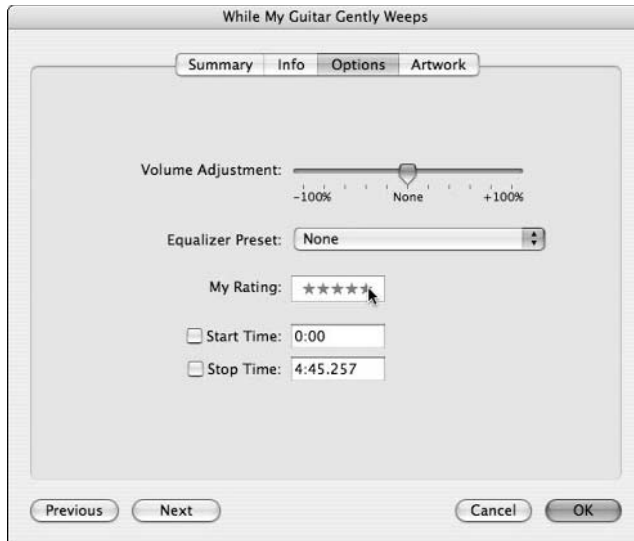 While My Guitar Gently Weeps
Summary Info Options Artwork
Volume Adjustment:
-100% None +100%
Equalizer Preset: None
My Rating: ★★★★★
Start Time: 0:00
Stop Time: 4:45.257
Previous Next Cancel OK